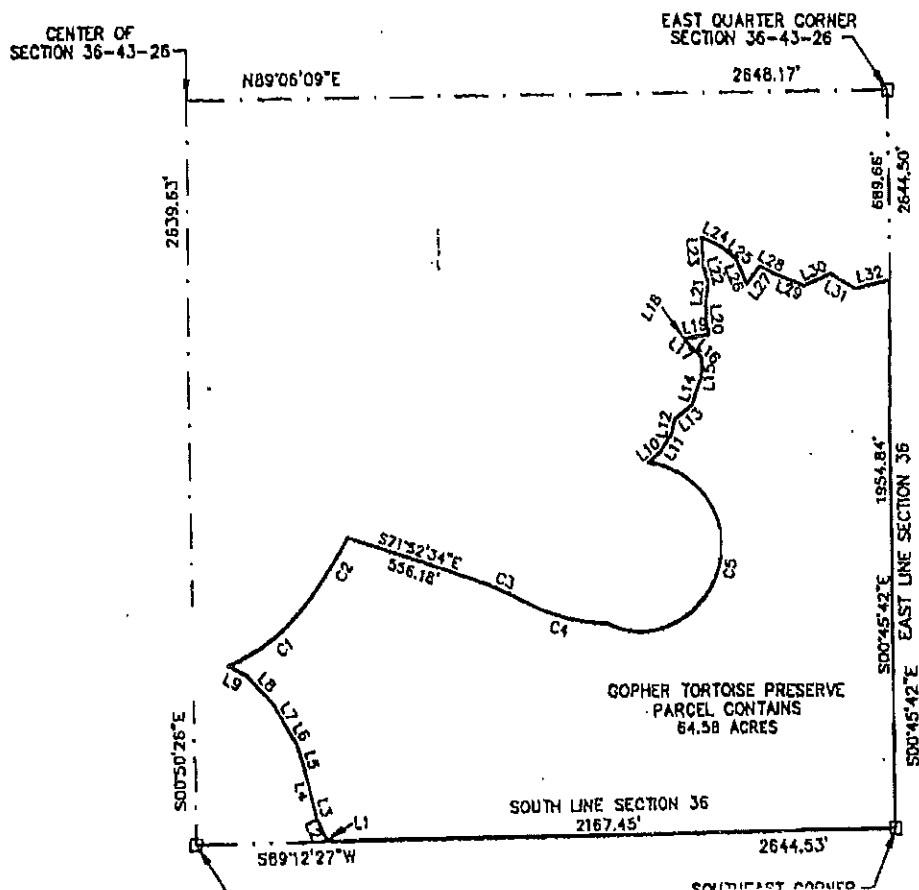 CENTER OF
SECTION 36-43-26
EAST QUARTER CORNER
SECTION 36-43-26
N89°06'09"E
2648.17'
2639.63'
689.66'
2644.50'
L24
L23
L22
L25
L26
L27
L28
L29
L30
L31
L32
L21
L20
L18
L19
L17
L16
L15
L14
L13
L12
L11
L10
1954.84'
S00°45'42"E
EAST LINE SECTION 36
S00°45'42"E
S71°52'34"E
556.18'
C3
C2
C5
C4
C1
L9
L8
L7
L6
L5
L4
L3
L2
L1
GOPHER TORTOISE PRESERVE
PARCEL CONTAINS
64.58 ACRES
S00°50'26"E
SOUTH LINE SECTION 36
2167.45'
S89°12'27"W
2644.53'
SOUTHEAST CORNER